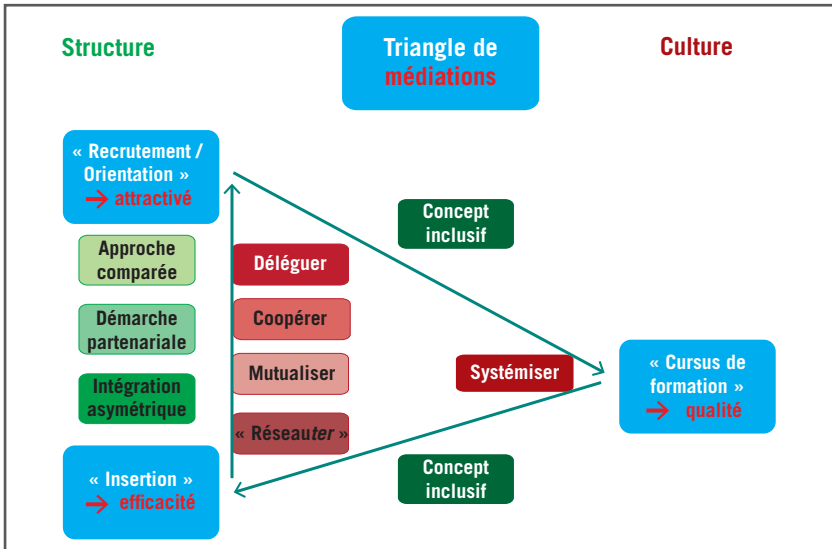 Structure
Triangle de
médiations
Culture
« Recrutement /
Orientation »
→ attractivé
Concept
inclusif
Approche
comparée
Déléguer
Démarche
partenariale
Coopérer
Intégration
asymétrique
Mutualiser
Systémiser
« Cursus de
formation »
→ qualité
« Réseauter »
« Insertion »
→ efficacité
Concept
inclusif